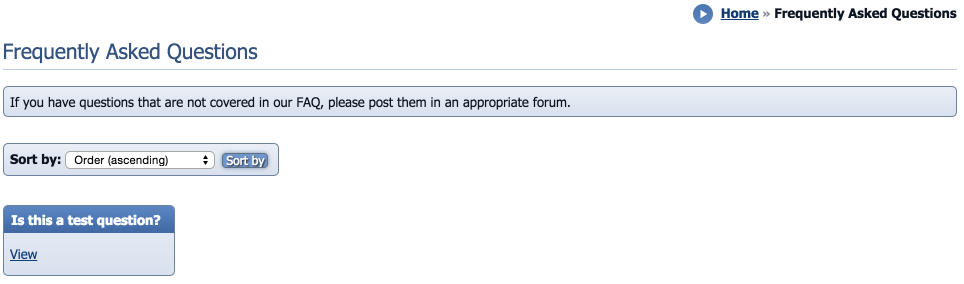 Home » Frequently Asked Questions
Frequently Asked Questions
If you have questions that are not covered in our FAQ, please post them in an appropriate forum.
Sort by: Order (ascending) Sort by
Is this a test question?
View